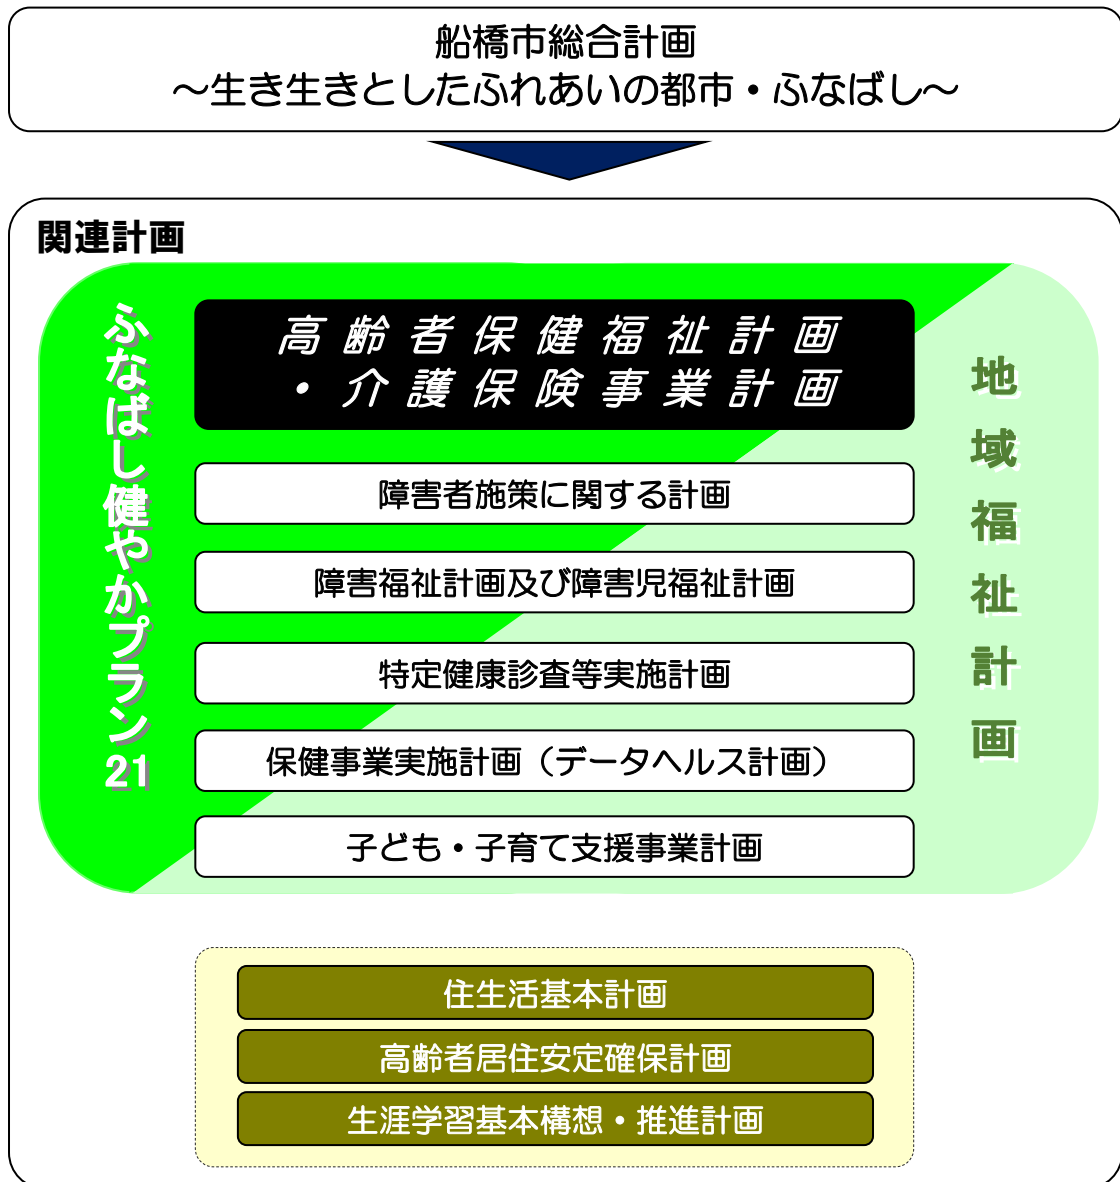 船橋市総合計画
～生き生きとしたふれあいの都市・ふなばし～
関連計画
ふなばし健やかプラン21
高齢者保健福祉計画
・介護保険事業計画
障害者施策に関する計画
障害福祉計画及び障害児福祉計画
特定健康診査等実施計画
保健事業実施計画（データヘルス計画）
子ども・子育て支援事業計画
地域福祉計画
住生活基本計画
高齢者居住安定確保計画
生涯学習基本構想・推進計画